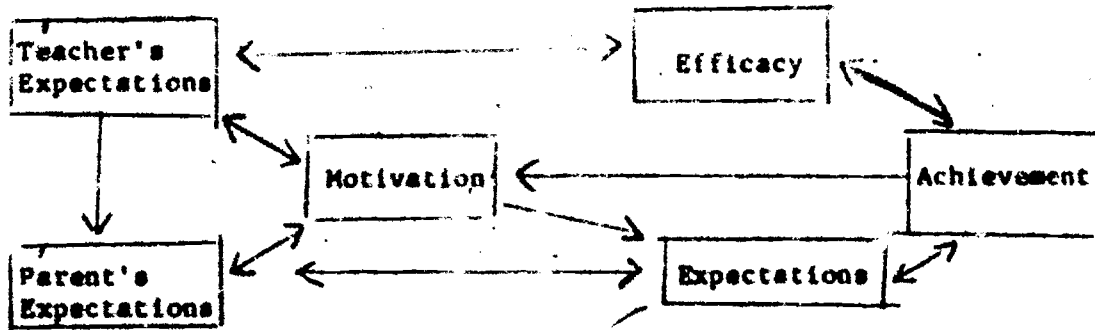 Teacher's
Expectations
Efficacy
Motivation
Achievement
Parent's
Expectations
Expectations